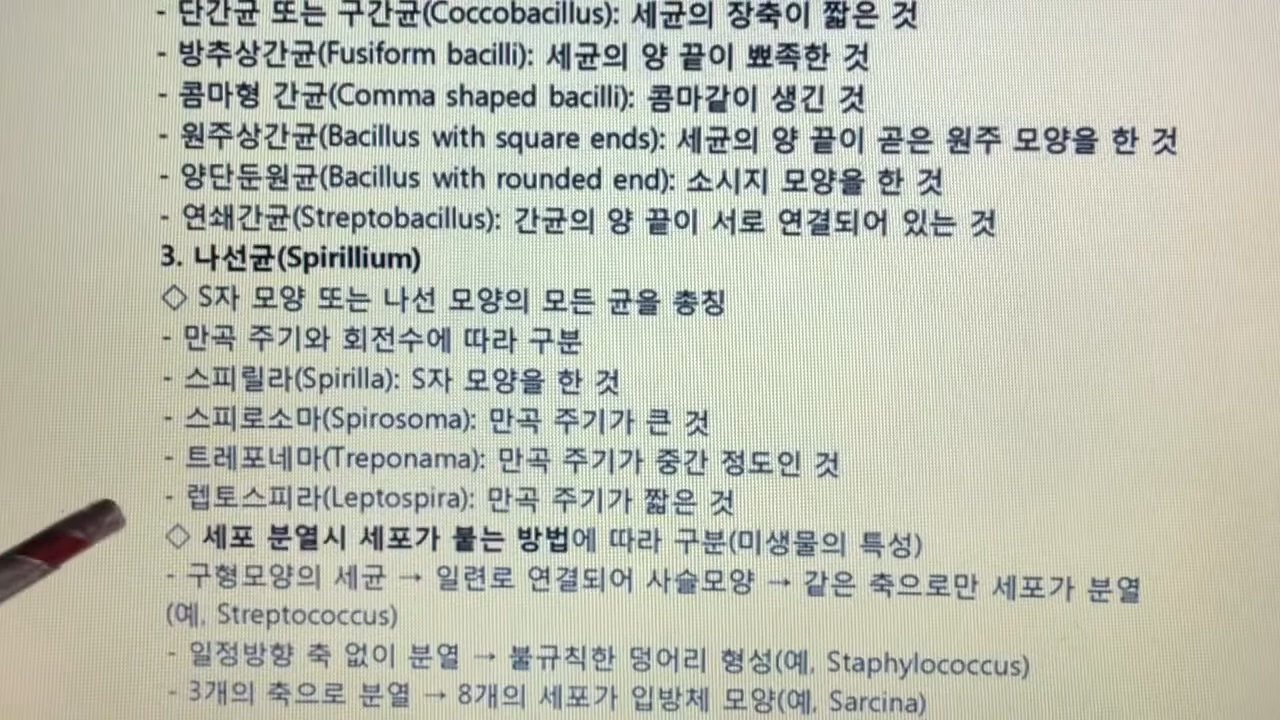 - 단간균 또는 구간균(Coccobacillus): 세균의 장축이 짧은 것
- 방추상간균(Fusiform bacilli): 세균의 양 끝이 뾰족한 것
- 콤마형 간균(Comma shaped bacilli): 콤마같이 생긴 것
- 원주상간균(Bacillus with square ends): 세균의 양 끝이 곧은 원주 모양을 한 것
- 양단둔원균(Bacillus with rounded end): 소시지 모양을 한 것
- 연쇄간균(Streptobacillus): 간균의 양 끝이 서로 연결되어 있는 것
3. 나선균(Spirillium)
◇ S자 모양 또는 나선 모양의 모든 균을 총칭
- 만곡 주기와 회전수에 따라 구분
- 스피릴라(Spirilla): S자 모양을 한 것
- 스피로소마(Spirosoma): 만곡 주기가 큰 것
- 트레포네마(Treponama): 만곡 주기가 중간 정도인 것
- 렙토스피라(Leptospira): 만곡 주기가 짧은 것
◇ 세포 분열시 세포가 붙는 방법에 따라 구분(미생물의 특성)
- 구형모양의 세균 → 일련로 연결되어 사슬모양 → 같은 축으로만 세포가 분열
(예, Streptococcus)
- 일정방향 축 없이 분열 → 불규칙한 덩어리 형성(예, Staphylococcus)
- 3개의 축으로 분열 → 8개의 세포가 입방체 모양(예, Sarcina)